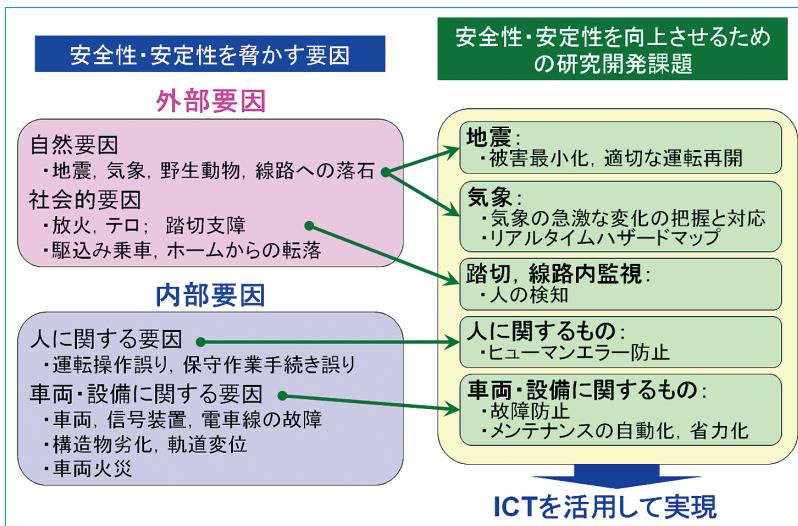 安全性・安定性を脅かす要因
外部要因
自然要因
・地震，気象，野生動物，線路への落石
社会的要因
・放火，テロ； 踏切支障
・駆込み乗車，ホームからの転落
内部要因
人に関する要因
・運転操作誤り，保守作業手続き誤り
車両・設備に関する要因
・車両，信号装置，電車線の故障
・構造物劣化，軌道変位
・車両火災
安全性・安定性を向上させるため
の研究開発課題
地震：
・被害最小化，適切な運転再開
気象：
・気象の急激な変化の把握と対応
・リアルタイムハザードマップ
踏切，線路内監視：
・人の検知
人に関するもの：
・ヒューマンエラー防止
車両・設備に関するもの：
・故障防止
・メンテナンスの自動化，省力化
ICTを活用して実現